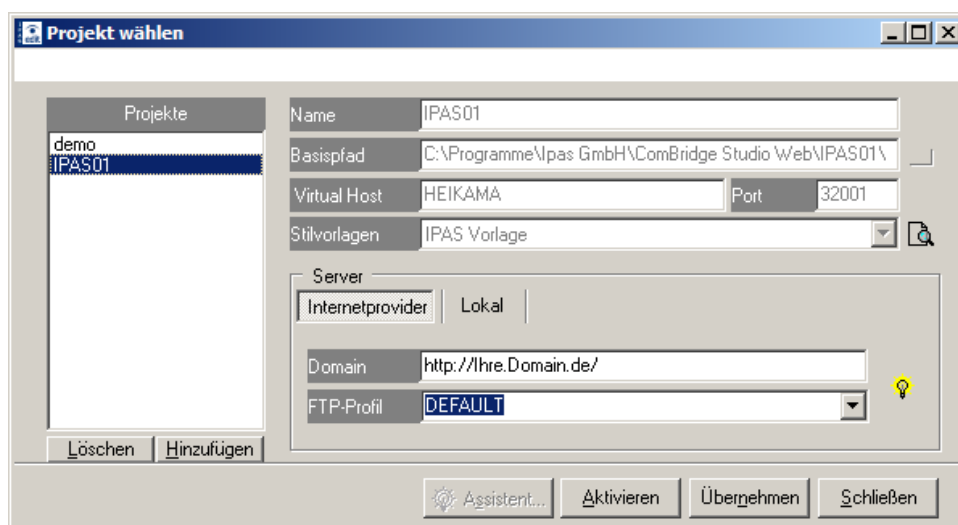 Projekt wählen
Projekte
demo
IPAS01
Löschen
Hinzufügen
Name
IPAS01
Basispfad
C:\Programme\Ipas GmbH\ComBridge Studio Web\IPAS01\
Virtual Host
HEIKAMA
Port
32001
Stilvorlagen
IPAS Vorlage
Server
Internetprovider
Lokal
Domain
http://Ihre.Domain.de/
FTP-Profil
DEFAULT
Assistent...
Aktivieren
Übernehmen
Schließen